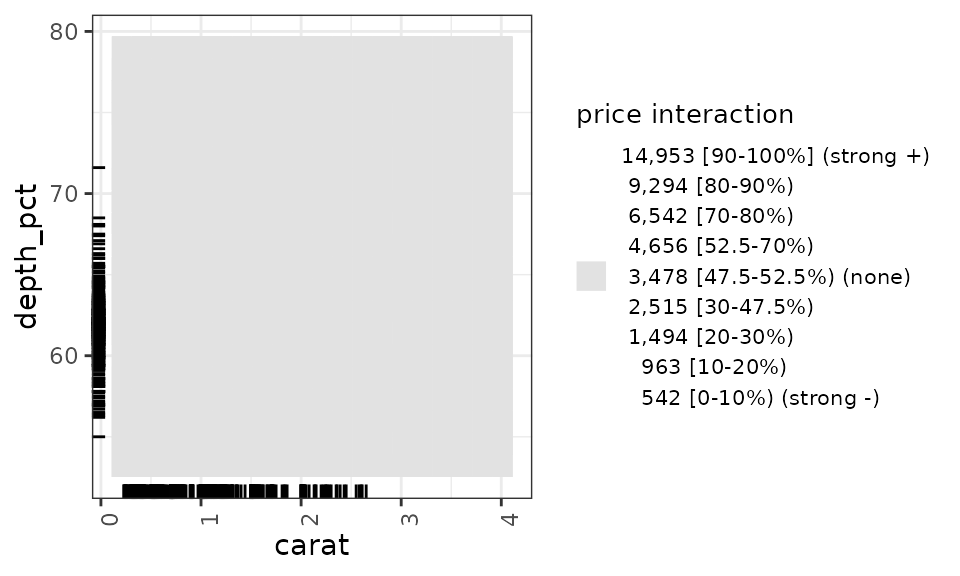 80
70
60
depth_pct
0
1
2
3
4
carat
price interaction
14,953 [90-100%] (strong +)
9,294 [80-90%)
6,542 [70-80%)
4,656 [52.5-70%)
3,478 [47.5-52.5%) (none)
2,515 [30-47.5%)
1,494 [20-30%)
963 [10-20%)
542 [0-10%) (strong -)